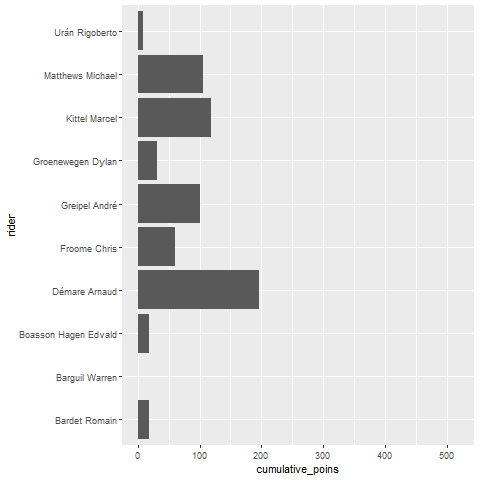 Urán Rigoberto
Matthews Michael
Kittel Marcel
Groenewegen Dylan
Greipel André
Froome Chris
Démare Arnaud
Boasson Hagen Edvald
Barguil Warren
Bardet Romain
rider
0 100 200 300 400 500
cumulative_poins